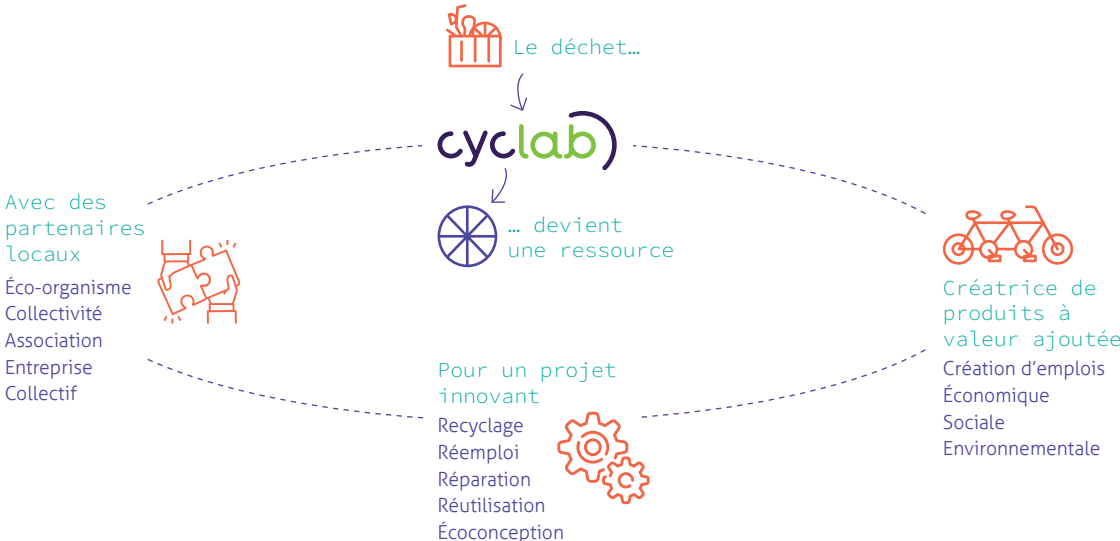 Le déchet…
cyclab
… devient
une ressource
Avec des
partenaires
locaux
Éco-organisme
Collectivité
Association
Entreprise
Collectif
Pour un projet
innovant
Recyclage
Réemploi
Réparation
Réutilisation
Écoconception
Créatrice de
produits à
valeur ajoutée
Création d’emplois
Économique
Sociale
Environnementale